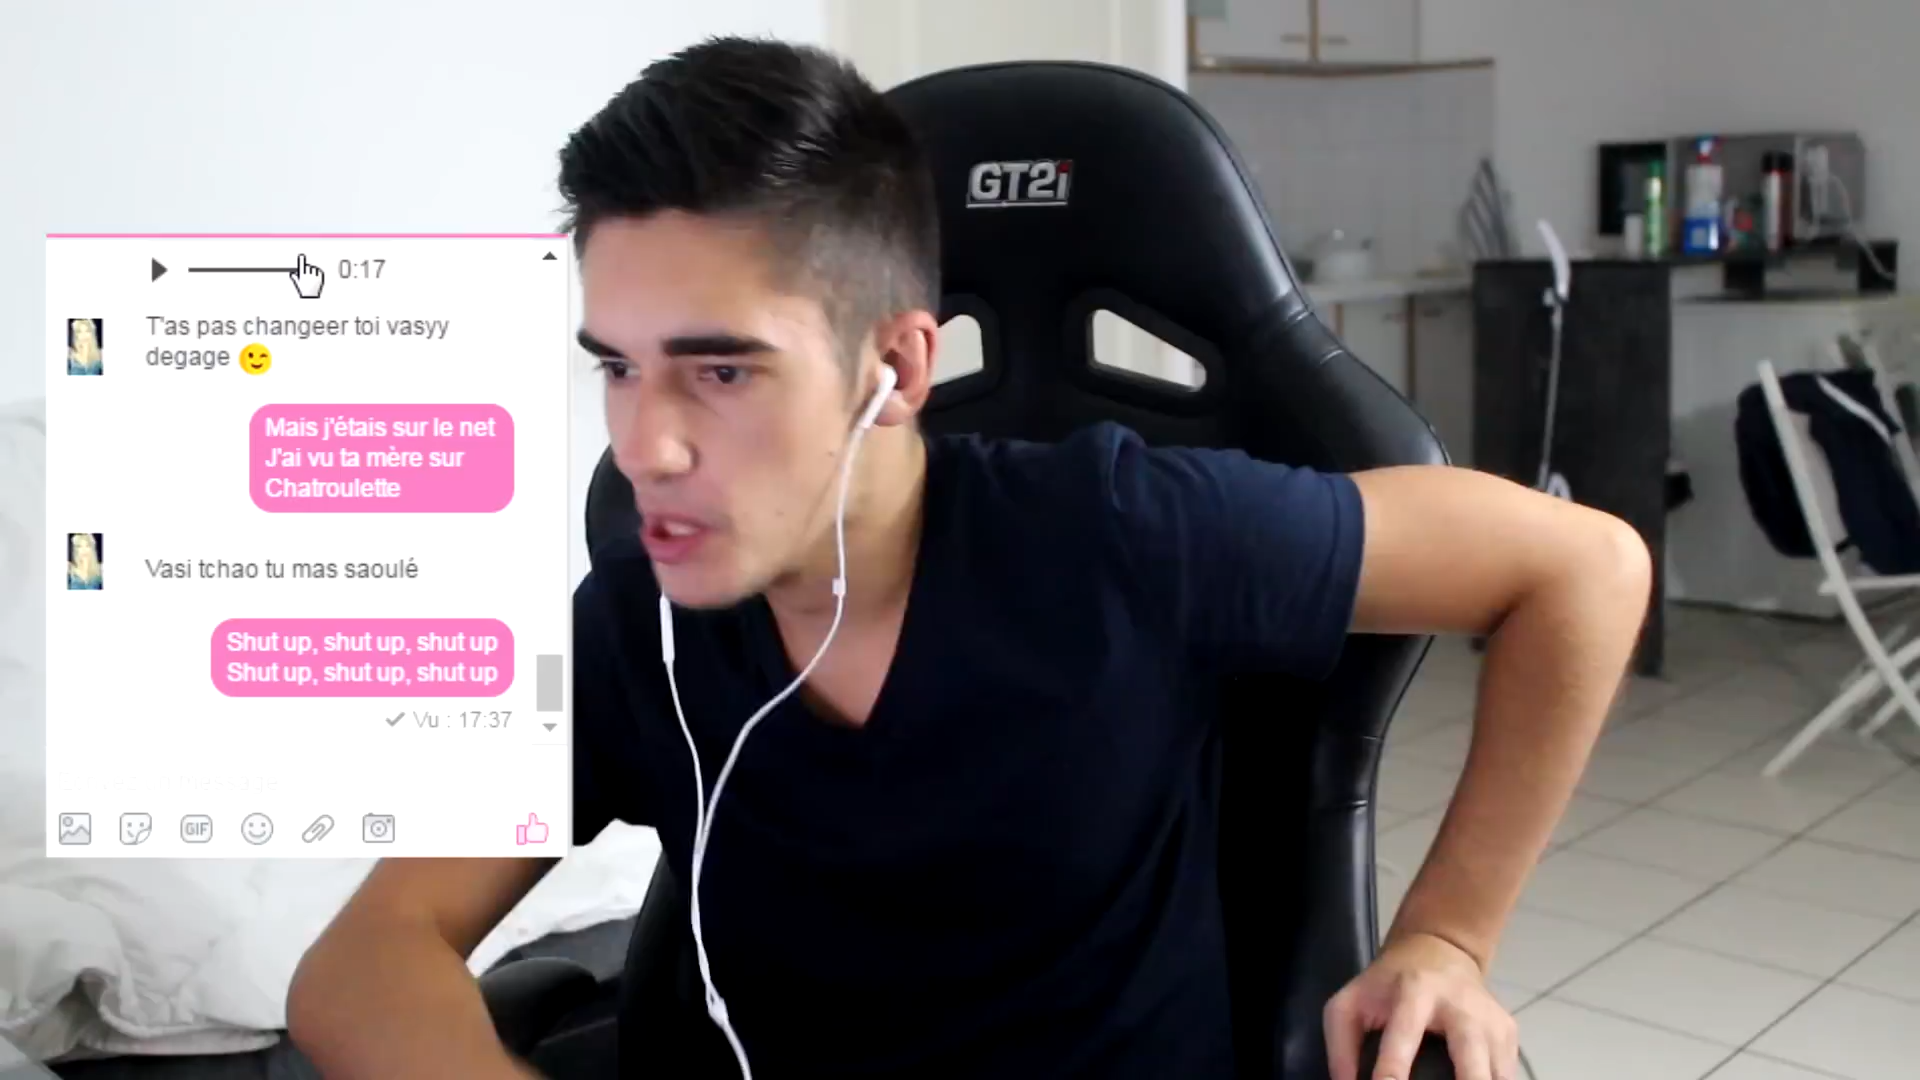 GT2i
0:17
T'as pas changeer toi vasyy
degage
Mais j'étais sur le net
J'ai vu ta mère sur
Chatroulette
Vasi tchao tu mas saoulé
Shut up, shut up, shut up
Shut up, shut up, shut up
Vu : 17:37
message
GIF